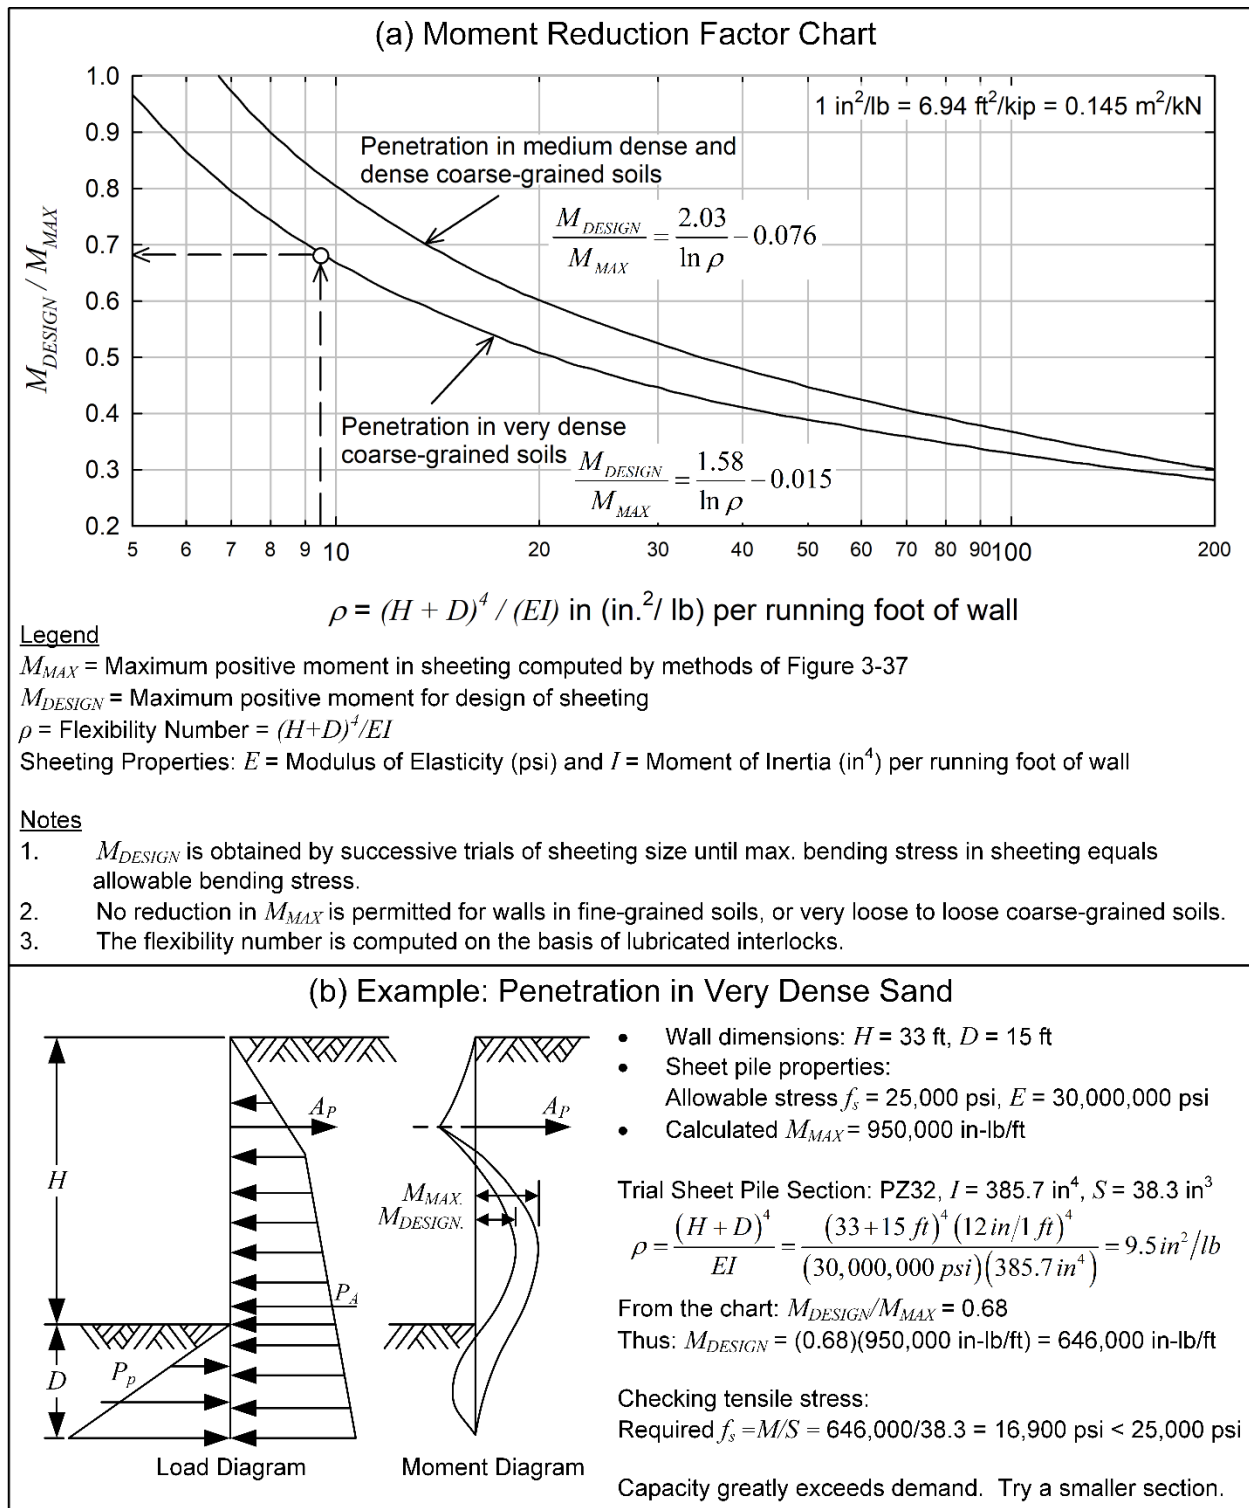 (a) Moment Reduction Factor Chart
1 in²/lb = 6.94 ft²/kip = 0.145 m²/kN
1.0
0.9
0.8
0.7
0.6
0.5
0.4
0.3
0.2
M_DESIGN / M_MAX
Penetration in medium dense and
dense coarse-grained soils
M_DESIGN / M_MAX = 2.03 / ln ρ − 0.076
Penetration in very dense
coarse-grained soils
M_DESIGN / M_MAX = 1.58 / ln ρ − 0.015
5 6 7 8 9 10 20 30 40 50 60 70 80 90 100 200
ρ = (H + D)⁴ / (EI) in (in.²/ lb) per running foot of wall
Legend
M_MAX = Maximum positive moment in sheeting computed by methods of Figure 3-37
M_DESIGN = Maximum positive moment for design of sheeting
ρ = Flexibility Number = (H+D)⁴/EI
Sheeting Properties: E = Modulus of Elasticity (psi) and I = Moment of Inertia (in⁴) per running foot of wall
Notes
1. M_DESIGN is obtained by successive trials of sheeting size until max. bending stress in sheeting equals
allowable bending stress.
2. No reduction in M_MAX is permitted for walls in fine-grained soils, or very loose to loose coarse-grained soils.
3. The flexibility number is computed on the basis of lubricated interlocks.
(b) Example: Penetration in Very Dense Sand
H
D
A_P
P_A
P_p
Load Diagram
A_P
M_MAX.
M_DESIGN.
Moment Diagram
• Wall dimensions: H = 33 ft, D = 15 ft
• Sheet pile properties:
Allowable stress f_s = 25,000 psi, E = 30,000,000 psi
• Calculated M_MAX = 950,000 in-lb/ft
Trial Sheet Pile Section: PZ32, I = 385.7 in⁴, S = 38.3 in³
ρ = (H + D)⁴ / EI = (33+15 ft)⁴ (12 in/1 ft)⁴ / (30,000,000 psi)(385.7 in⁴) = 9.5 in²/lb
From the chart: M_DESIGN/M_MAX = 0.68
Thus: M_DESIGN = (0.68)(950,000 in-lb/ft) = 646,000 in-lb/ft
Checking tensile stress:
Required f_s =M/S = 646,000/38.3 = 16,900 psi < 25,000 psi
Capacity greatly exceeds demand. Try a smaller section.